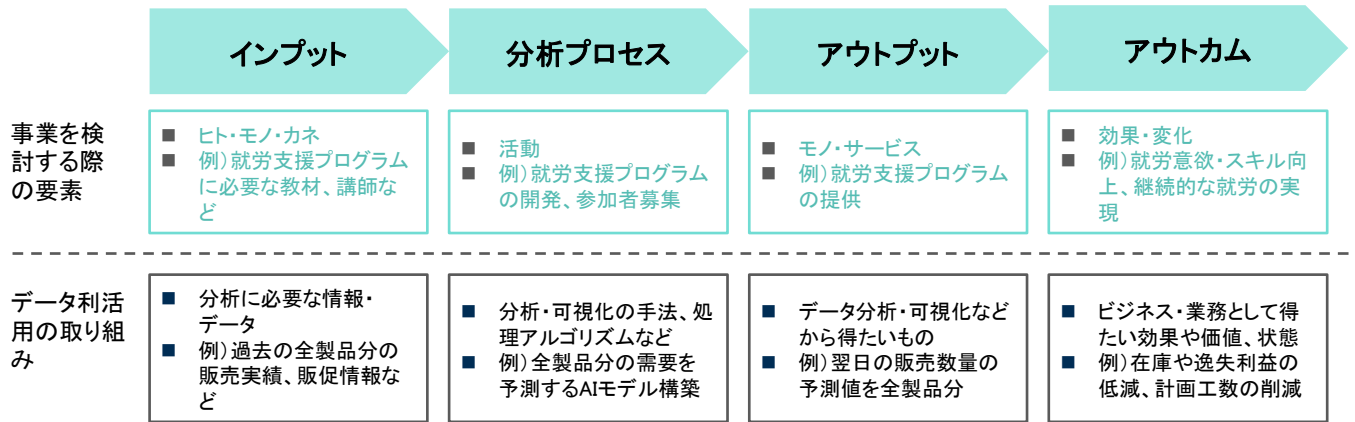 インプット
分析プロセス
アウトプット
アウトカム
事業を検
討する際
の要素
■ ヒト・モノ・カネ
■ 例)就労支援プログラム
に必要な教材、講師な
ど
■ 活動
■ 例)就労支援プログラム
の開発、参加者募集
■ モノ・サービス
■ 例)就労支援プログラム
の提供
■ 効果・変化
■ 例)就労意欲・スキル向
上、継続的な就労の実
現
データ利活
用の取り組
み
■ 分析に必要な情報・
データ
■ 例)過去の全製品分の
販売実績、販促情報な
ど
■ 分析・可視化の手法、処
理アルゴリズムなど
■ 例)全製品分の需要を
予測するAIモデル構築
■ データ分析・可視化など
から得たいもの
■ 例)翌日の販売数量の
予測値を全製品分
■ ビジネス・業務として得
たい効果や価値、状態
■ 例)在庫や逸失利益の
低減、計画工数の削減